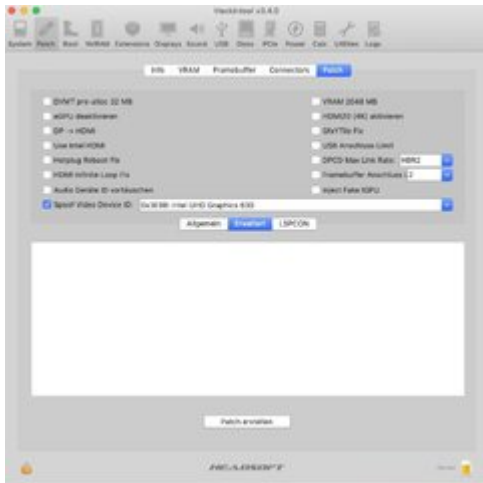 Hackintool v3.4.0
System Patch Boot NVRAM Extensions Displays Sound USB Disks PCIe Power Calc Utilities Logs
Info VRAM Framebuffer Connectors Patch
DVMT pre-alloc 32 MB
VRAM 2048 MB
eGPU deaktivieren
HDMI20 (4K) aktivieren
DP -> HDMI
GfxYTile Fix
Use Intel HDMI
USB Anschluss Limit
Hotplug Reboot Fix
DPCD Max Link Rate: HBR2
HDMI Infinite Loop Fix
Framebuffer Anschluss L 2
Audio Geräte ID vortäuschen
Inject Fake IGPU
Spoof Video Device ID: 0x3E9B: Intel UHD Graphics 630
Allgemein Erweitert LSPCON
Patch erstellen
HEADSOFT